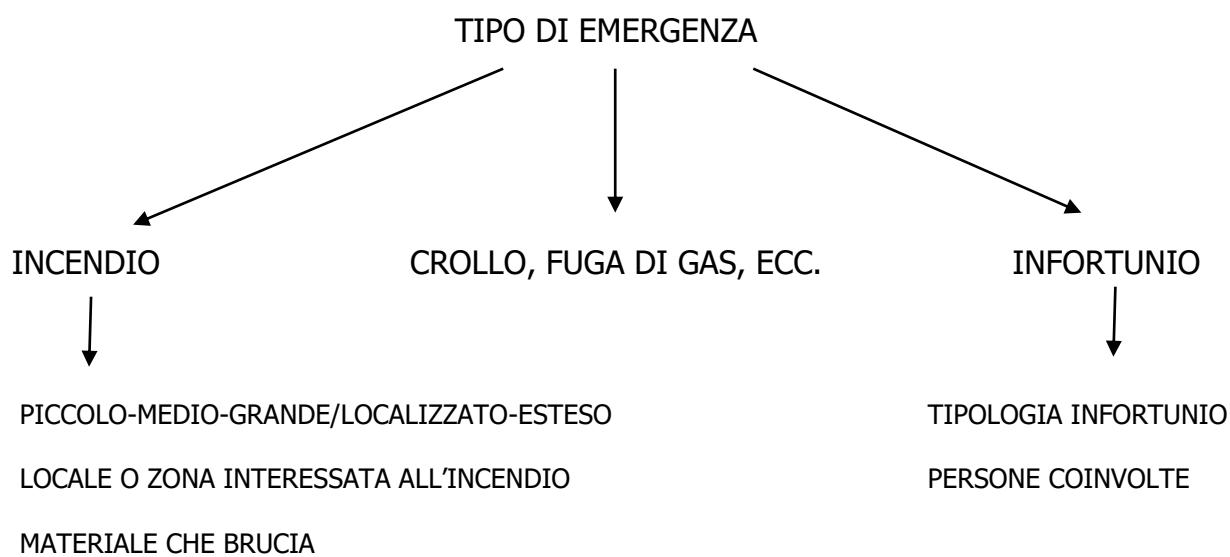 TIPO DI EMERGENZA
INCENDIO
CROLLO, FUGA DI GAS, ECC.
INFORTUNIO
PICCOLO-MEDIO-GRANDE/LOCALIZZATO-ESTESO
LOCALE O ZONA INTERESSATA ALL’INCENDIO
MATERIALE CHE BRUCIA
TIPOLOGIA INFORTUNIO
PERSONE COINVOLTE